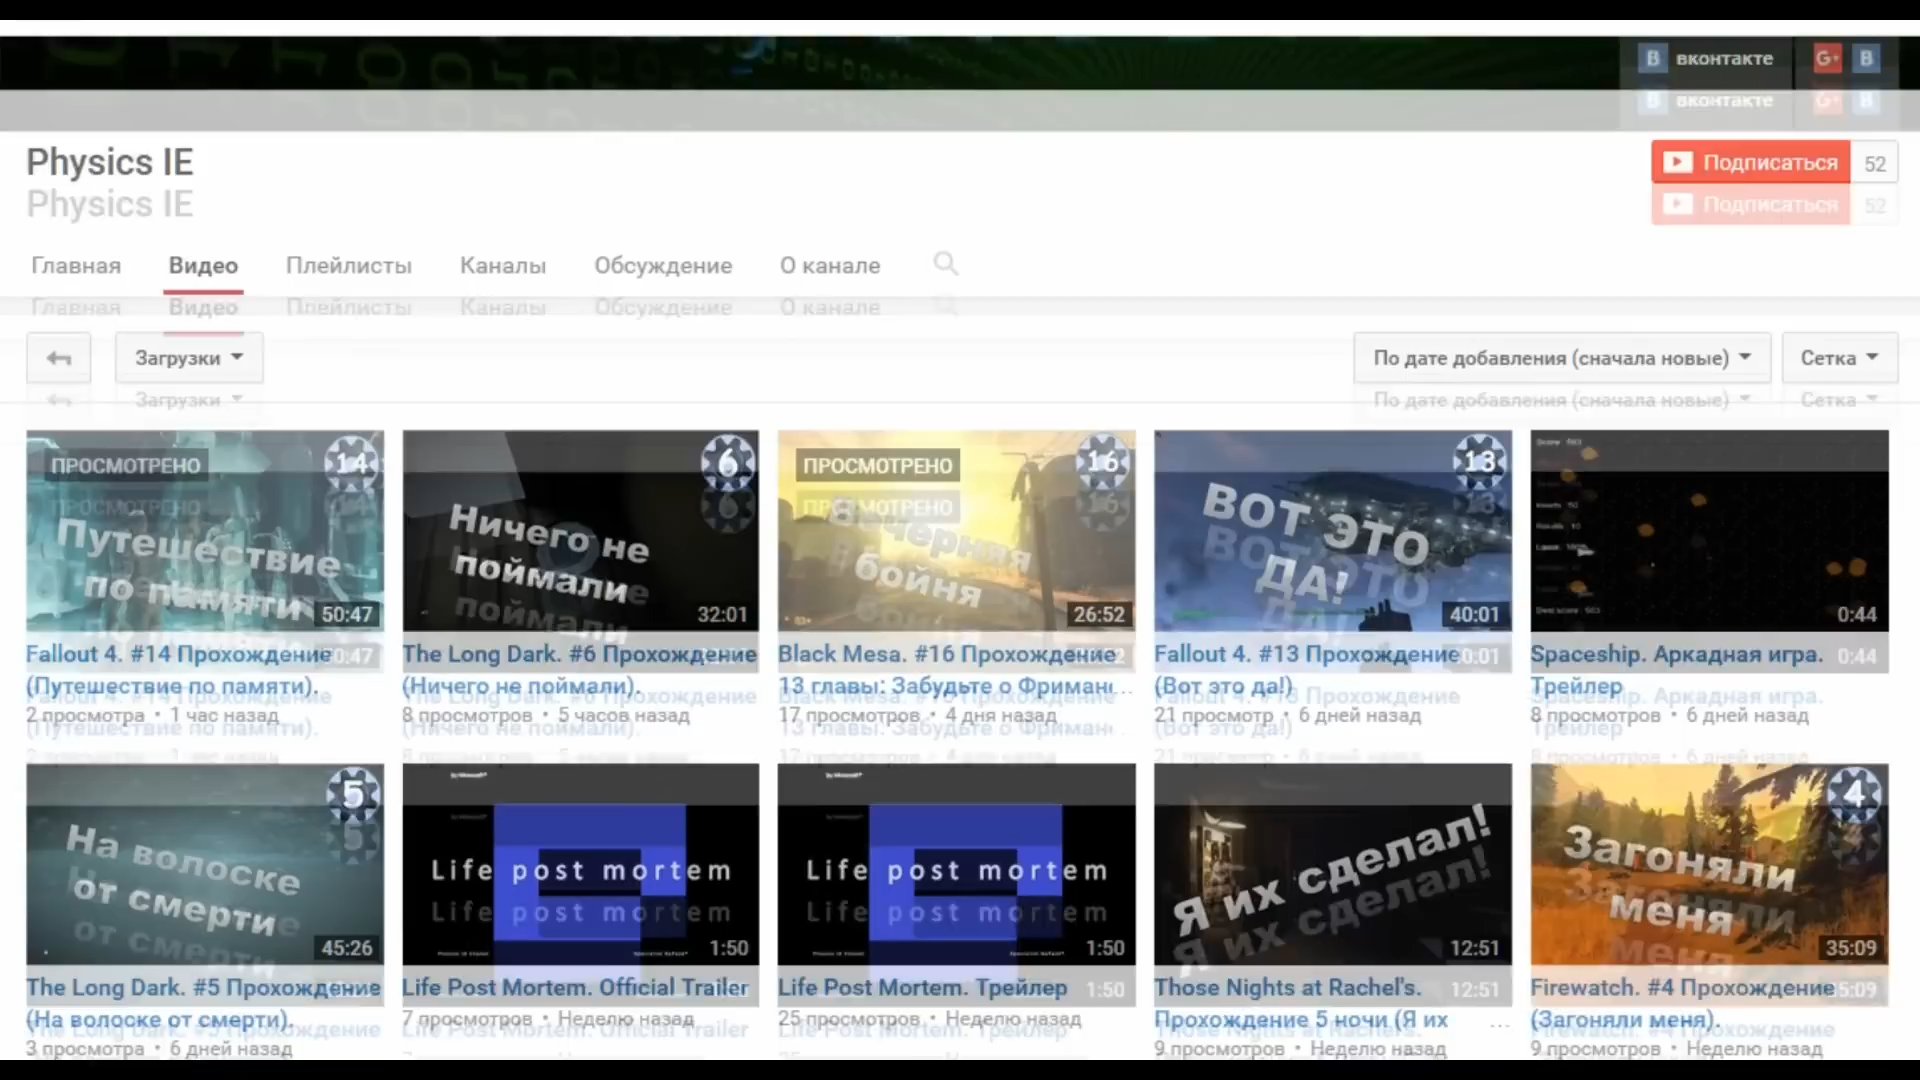 В вконтакте G+ В
Physics IE
Подписаться 52
Главная Видео Плейлисты Каналы Обсуждение О канале
Загрузки
По дате добавления (сначала новые) Сетка
ПРОСМОТРЕНО
14
Путешествие
по памяти
50:47
Fallout 4. #14 Прохождение
(Путешествие по памяти).
2 просмотра • 1 час назад
6
Ничего не
поймали
32:01
The Long Dark. #6 Прохождение
(Ничего не поймали).
8 просмотров • 5 часов назад
ПРОСМОТРЕНО
16
Вечерняя
бойня
26:52
Black Mesa. #16 Прохождение
13 главы: Забудьте о Фриман...
17 просмотров • 4 дня назад
13
ВОТ ЭТО
ДА!
40:01
Fallout 4. #13 Прохождение
(Вот это да!)
21 просмотр • 6 дней назад
0:44
Spaceship. Аркадная игра.
Трейлер
8 просмотров • 6 дней назад
5
На волоске
от смерти
45:26
The Long Dark. #5 Прохождение
(На волоске от смерти).
3 просмотра • 6 дней назад
Life post mortem
1:50
Life Post Mortem. Official Trailer
7 просмотров • Неделю назад
Life post mortem
1:50
Life Post Mortem. Трейлер
25 просмотров • Неделю назад
Я их сделал!
12:51
Those Nights at Rachel's.
Прохождение 5 ночи (Я их ...
9 просмотров • Неделю назад
4
Загоняли
меня
35:09
Firewatch. #4 Прохождение
(Загоняли меня).
9 просмотров • Неделю назад